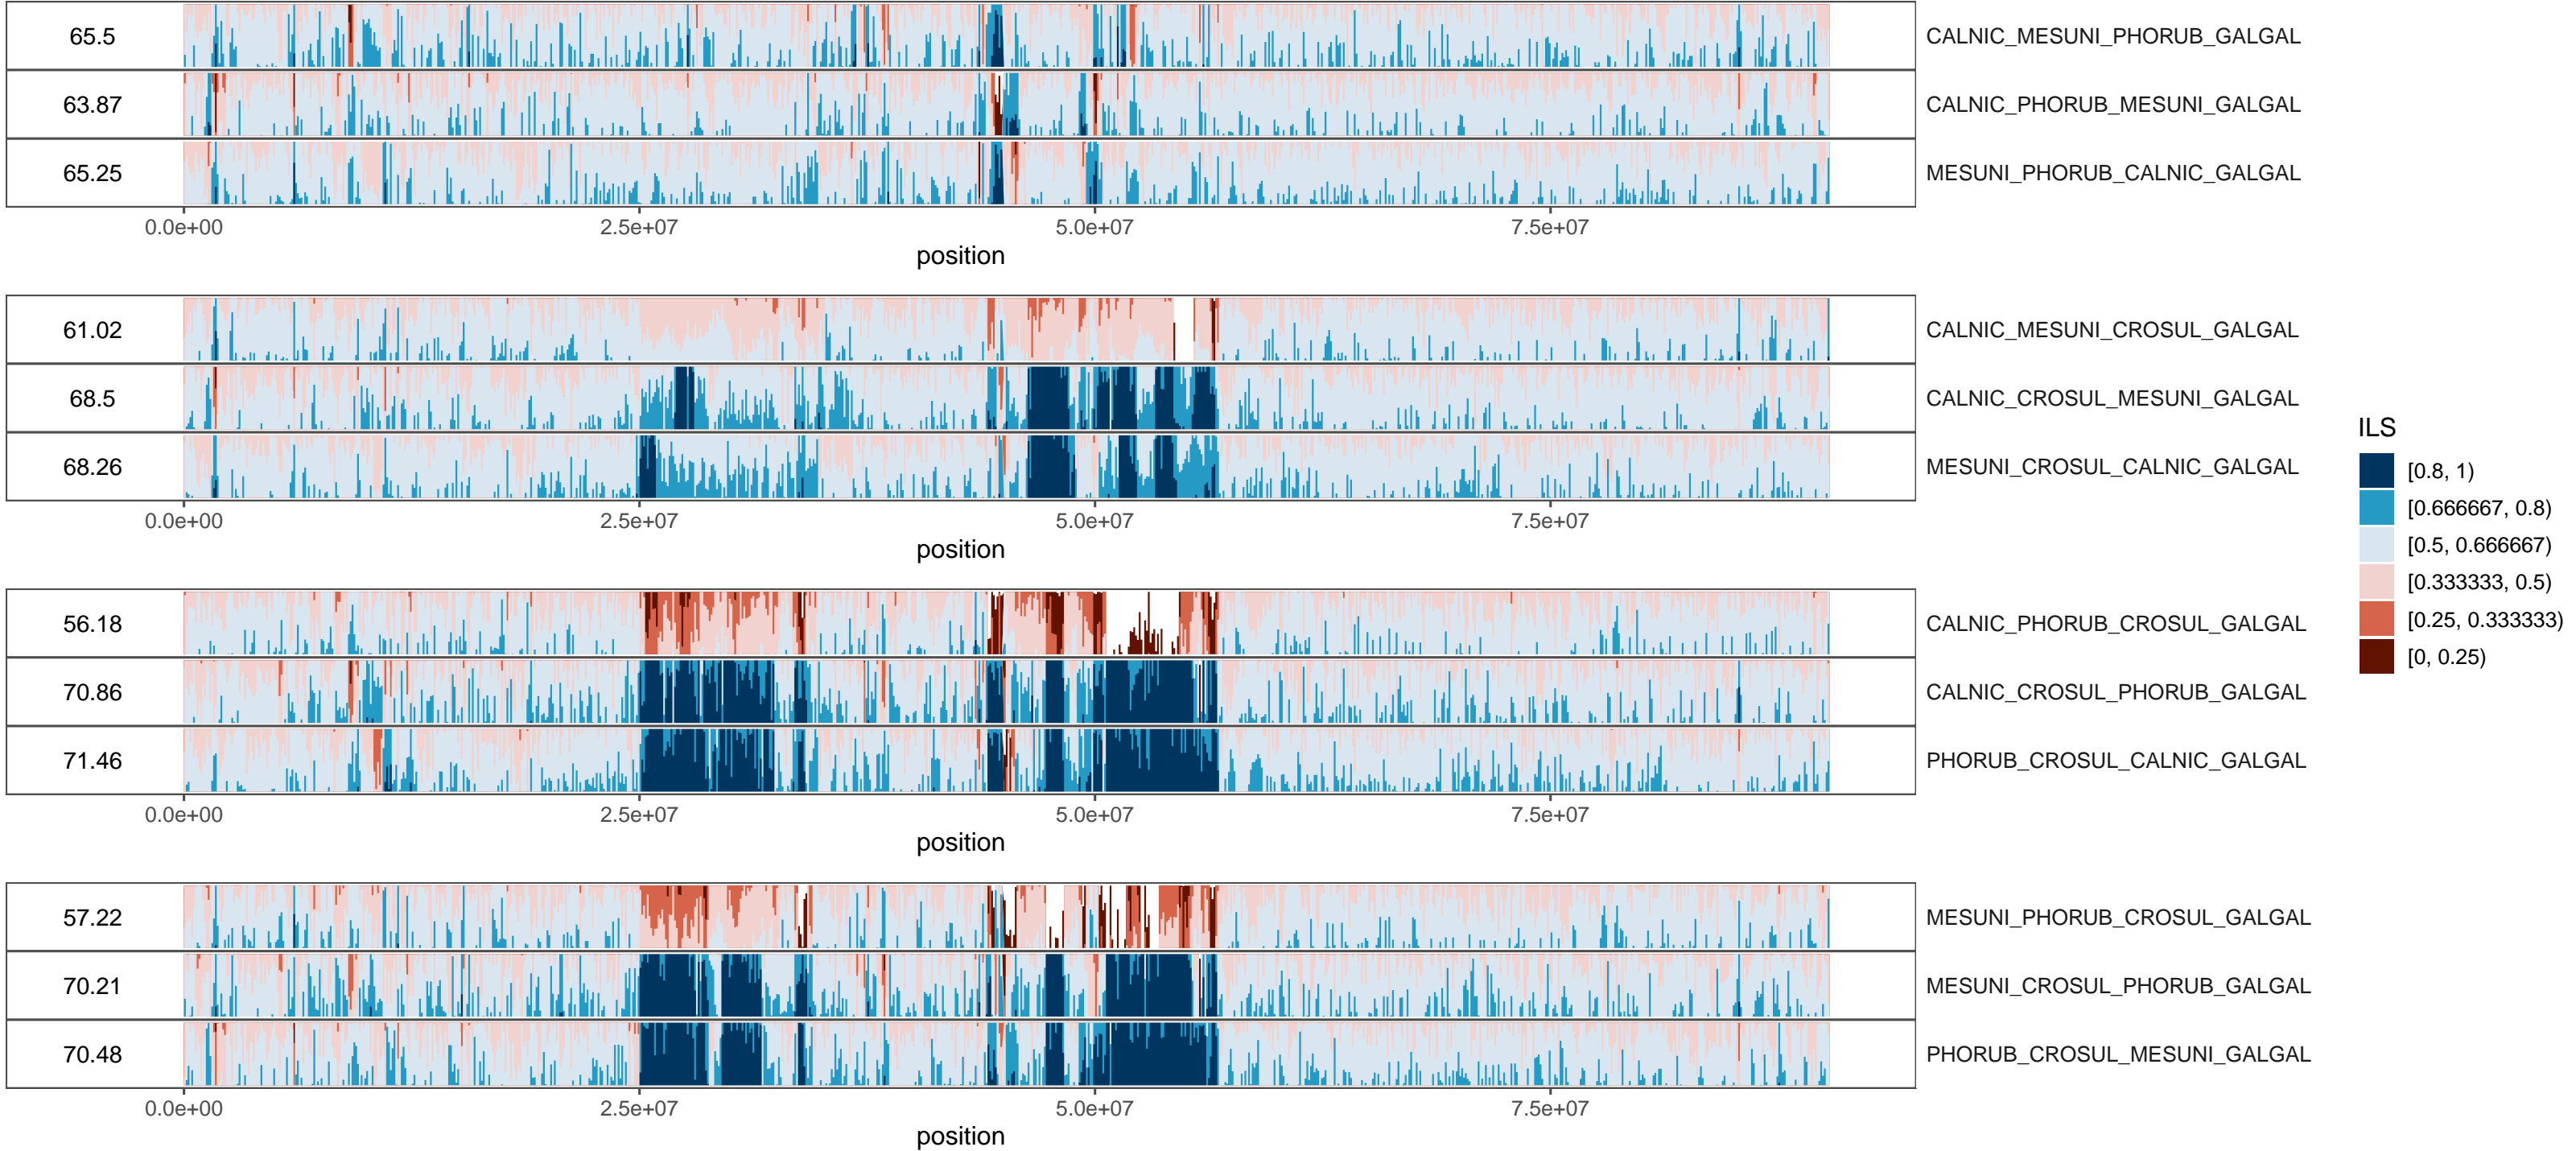 65.5 CALNIC_MESUNI_PHORUB_GALGAL
63.87 CALNIC_PHORUB_MESUNI_GALGAL
65.25 MESUNI_PHORUB_CALNIC_GALGAL
0.0e+00 2.5e+07 5.0e+07 7.5e+07
position
61.02 CALNIC_MESUNI_CROSUL_GALGAL
68.5 CALNIC_CROSUL_MESUNI_GALGAL
68.26 MESUNI_CROSUL_CALNIC_GALGAL
0.0e+00 2.5e+07 5.0e+07 7.5e+07
position
56.18 CALNIC_PHORUB_CROSUL_GALGAL
70.86 CALNIC_CROSUL_PHORUB_GALGAL
71.46 PHORUB_CROSUL_CALNIC_GALGAL
0.0e+00 2.5e+07 5.0e+07 7.5e+07
position
57.22 MESUNI_PHORUB_CROSUL_GALGAL
70.21 MESUNI_CROSUL_PHORUB_GALGAL
70.48 PHORUB_CROSUL_MESUNI_GALGAL
0.0e+00 2.5e+07 5.0e+07 7.5e+07
position
ILS
[0.8, 1)
[0.666667, 0.8)
[0.5, 0.666667)
[0.333333, 0.5)
[0.25, 0.333333)
[0, 0.25)